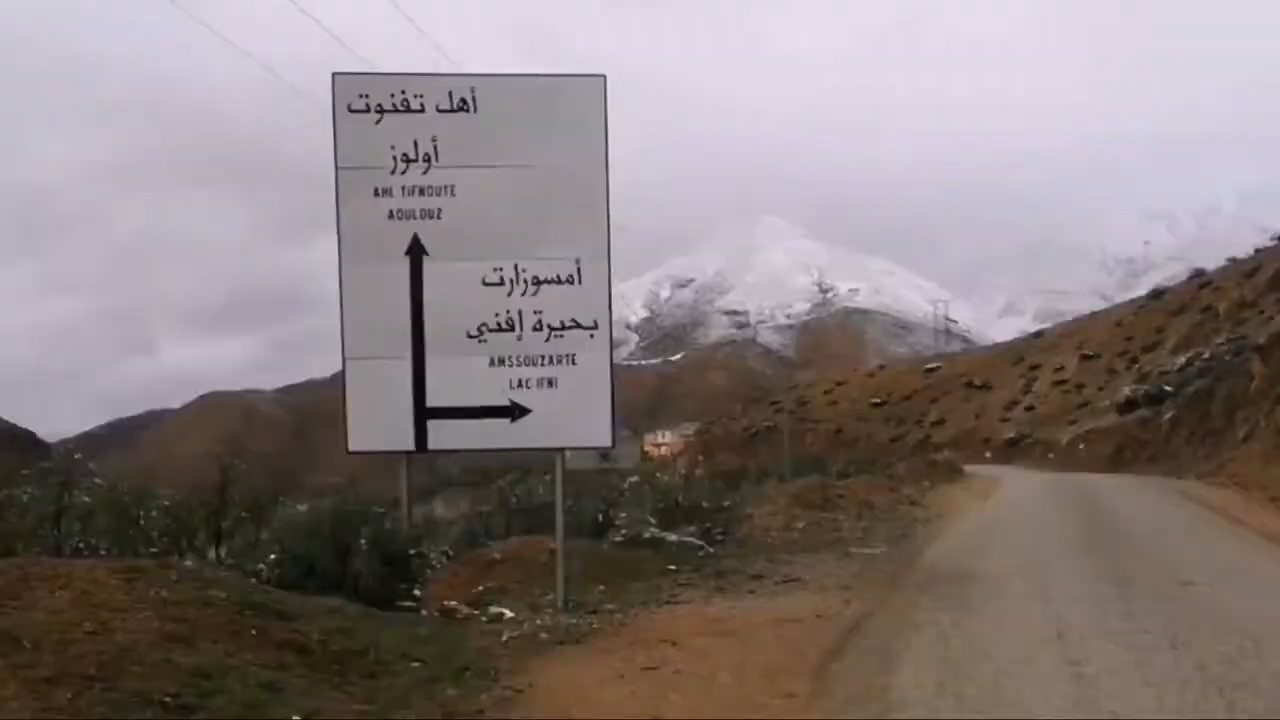 أهل تفنوت
أولوز
AHL TIFNOUTE
AOULOUZ
أمسوزارت
بحيرة إفني
AMSSOUZARTE
LAC IFNI